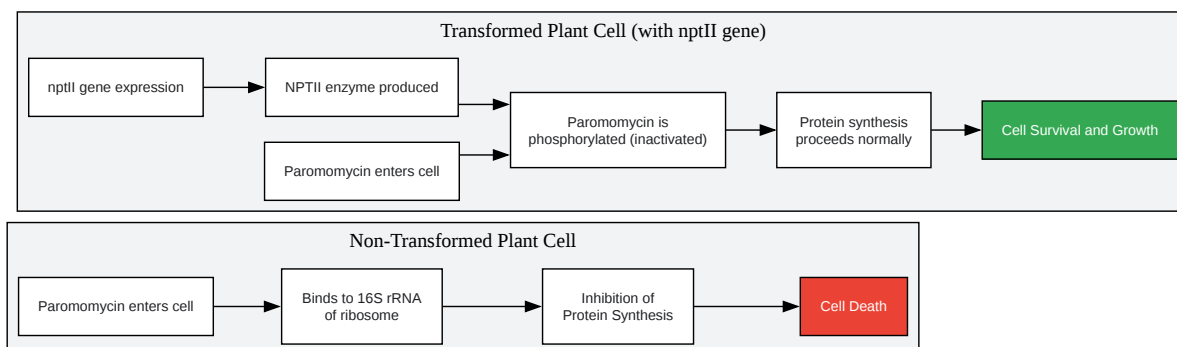 Transformed Plant Cell (with nptII gene)
nptII gene expression
NPTII enzyme produced
Paromomycin enters cell
Paromomycin is
phosphorylated (inactivated)
Protein synthesis
proceeds normally
Cell Survival and Growth
Non-Transformed Plant Cell
Paromomycin enters cell
Binds to 16S rRNA
of ribosome
Inhibition of
Protein Synthesis
Cell Death